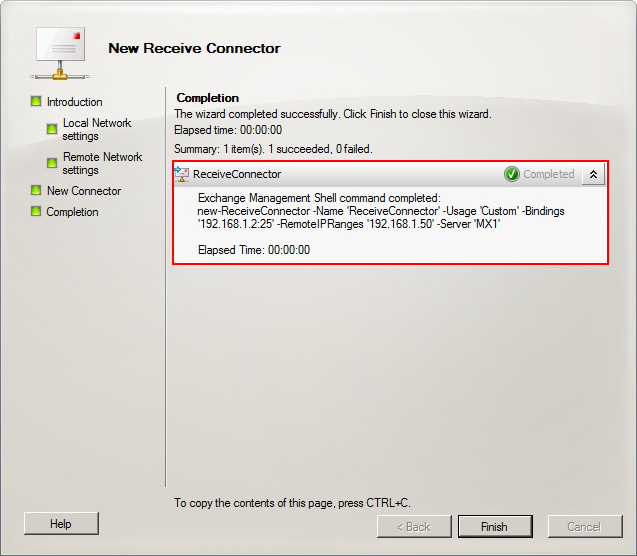 New Receive Connector
Introduction
Local Network
settings
Remote Network
settings
New Connector
Completion
Completion
The wizard completed successfully. Click Finish to close this wizard.
Elapsed time: 00:00:00
Summary: 1 item(s). 1 succeeded, 0 failed.
ReceiveConnector
Completed
Exchange Management Shell command completed:
new-ReceiveConnector -Name 'ReceiveConnector' -Usage 'Custom' -Bindings
'192.168.1.2:25' -RemoteIPRanges '192.168.1.50' -Server 'MX1'
Elapsed Time: 00:00:00
To copy the contents of this page, press CTRL+C.
Help
< Back
Finish
Cancel